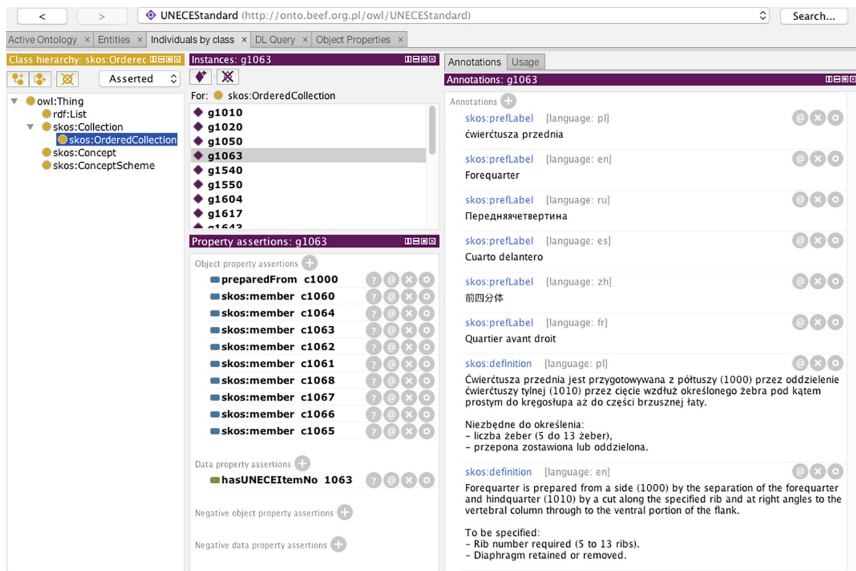 <
>
UNECEStandard (http://onto.beef.org.pl/owl/UNECEStandard)
Search...
Active Ontology ×
Entities ×
Individuals by class ×
DL Query ×
Object Properties ×
Class hierarchy: skos:Orderec
Asserted
owl:Thing
rdf:List
skos:Collection
skos:OrderedCollection
skos:Concept
skos:ConceptScheme
Instances: g1063
For: skos:OrderedCollection
g1010
g1020
g1050
g1063
g1540
g1550
g1604
g1617
g1643
Property assertions: g1063
Object property assertions
preparedFrom c1000
skos:member c1060
skos:member c1064
skos:member c1063
skos:member c1062
skos:member c1061
skos:member c1068
skos:member c1067
skos:member c1066
skos:member c1065
Data property assertions
hasUNECEItemNo 1063
Negative object property assertions
Negative data property assertions
Annotations
Usage
Annotations: g1063
Annotations
skos:prefLabel [language: pl]
ćwierćtusza przednia
skos:prefLabel [language: en]
Forequarter
skos:prefLabel [language: ru]
Передняячетвертина
skos:prefLabel [language: es]
Cuarto delantero
skos:prefLabel [language: zh]
前四分体
skos:prefLabel [language: fr]
Quartier avant droit
skos:definition [language: pl]
Ćwierćtusza przednia jest przygotowywana z półtuszy (1000) przez oddzielenie
ćwierćtuszy tylnej (1010) przez cięcie wzdłuż określonego żebra pod kątem
prostym do kręgosłupa aż do części brzusznej łaty.
Niezbędne do określenia:
– liczba żeber (5 do 13 żeber),
– przepona zostawiona lub oddzielona.
skos:definition [language: en]
Forequarter is prepared from a side (1000) by the separation of the forequarter
and hindquarter (1010) by a cut along the specified rib and at right angles to the
vertebral column through to the ventral portion of the flank.
To be specified:
– Rib number required (5 to 13 ribs).
– Diaphragm retained or removed.